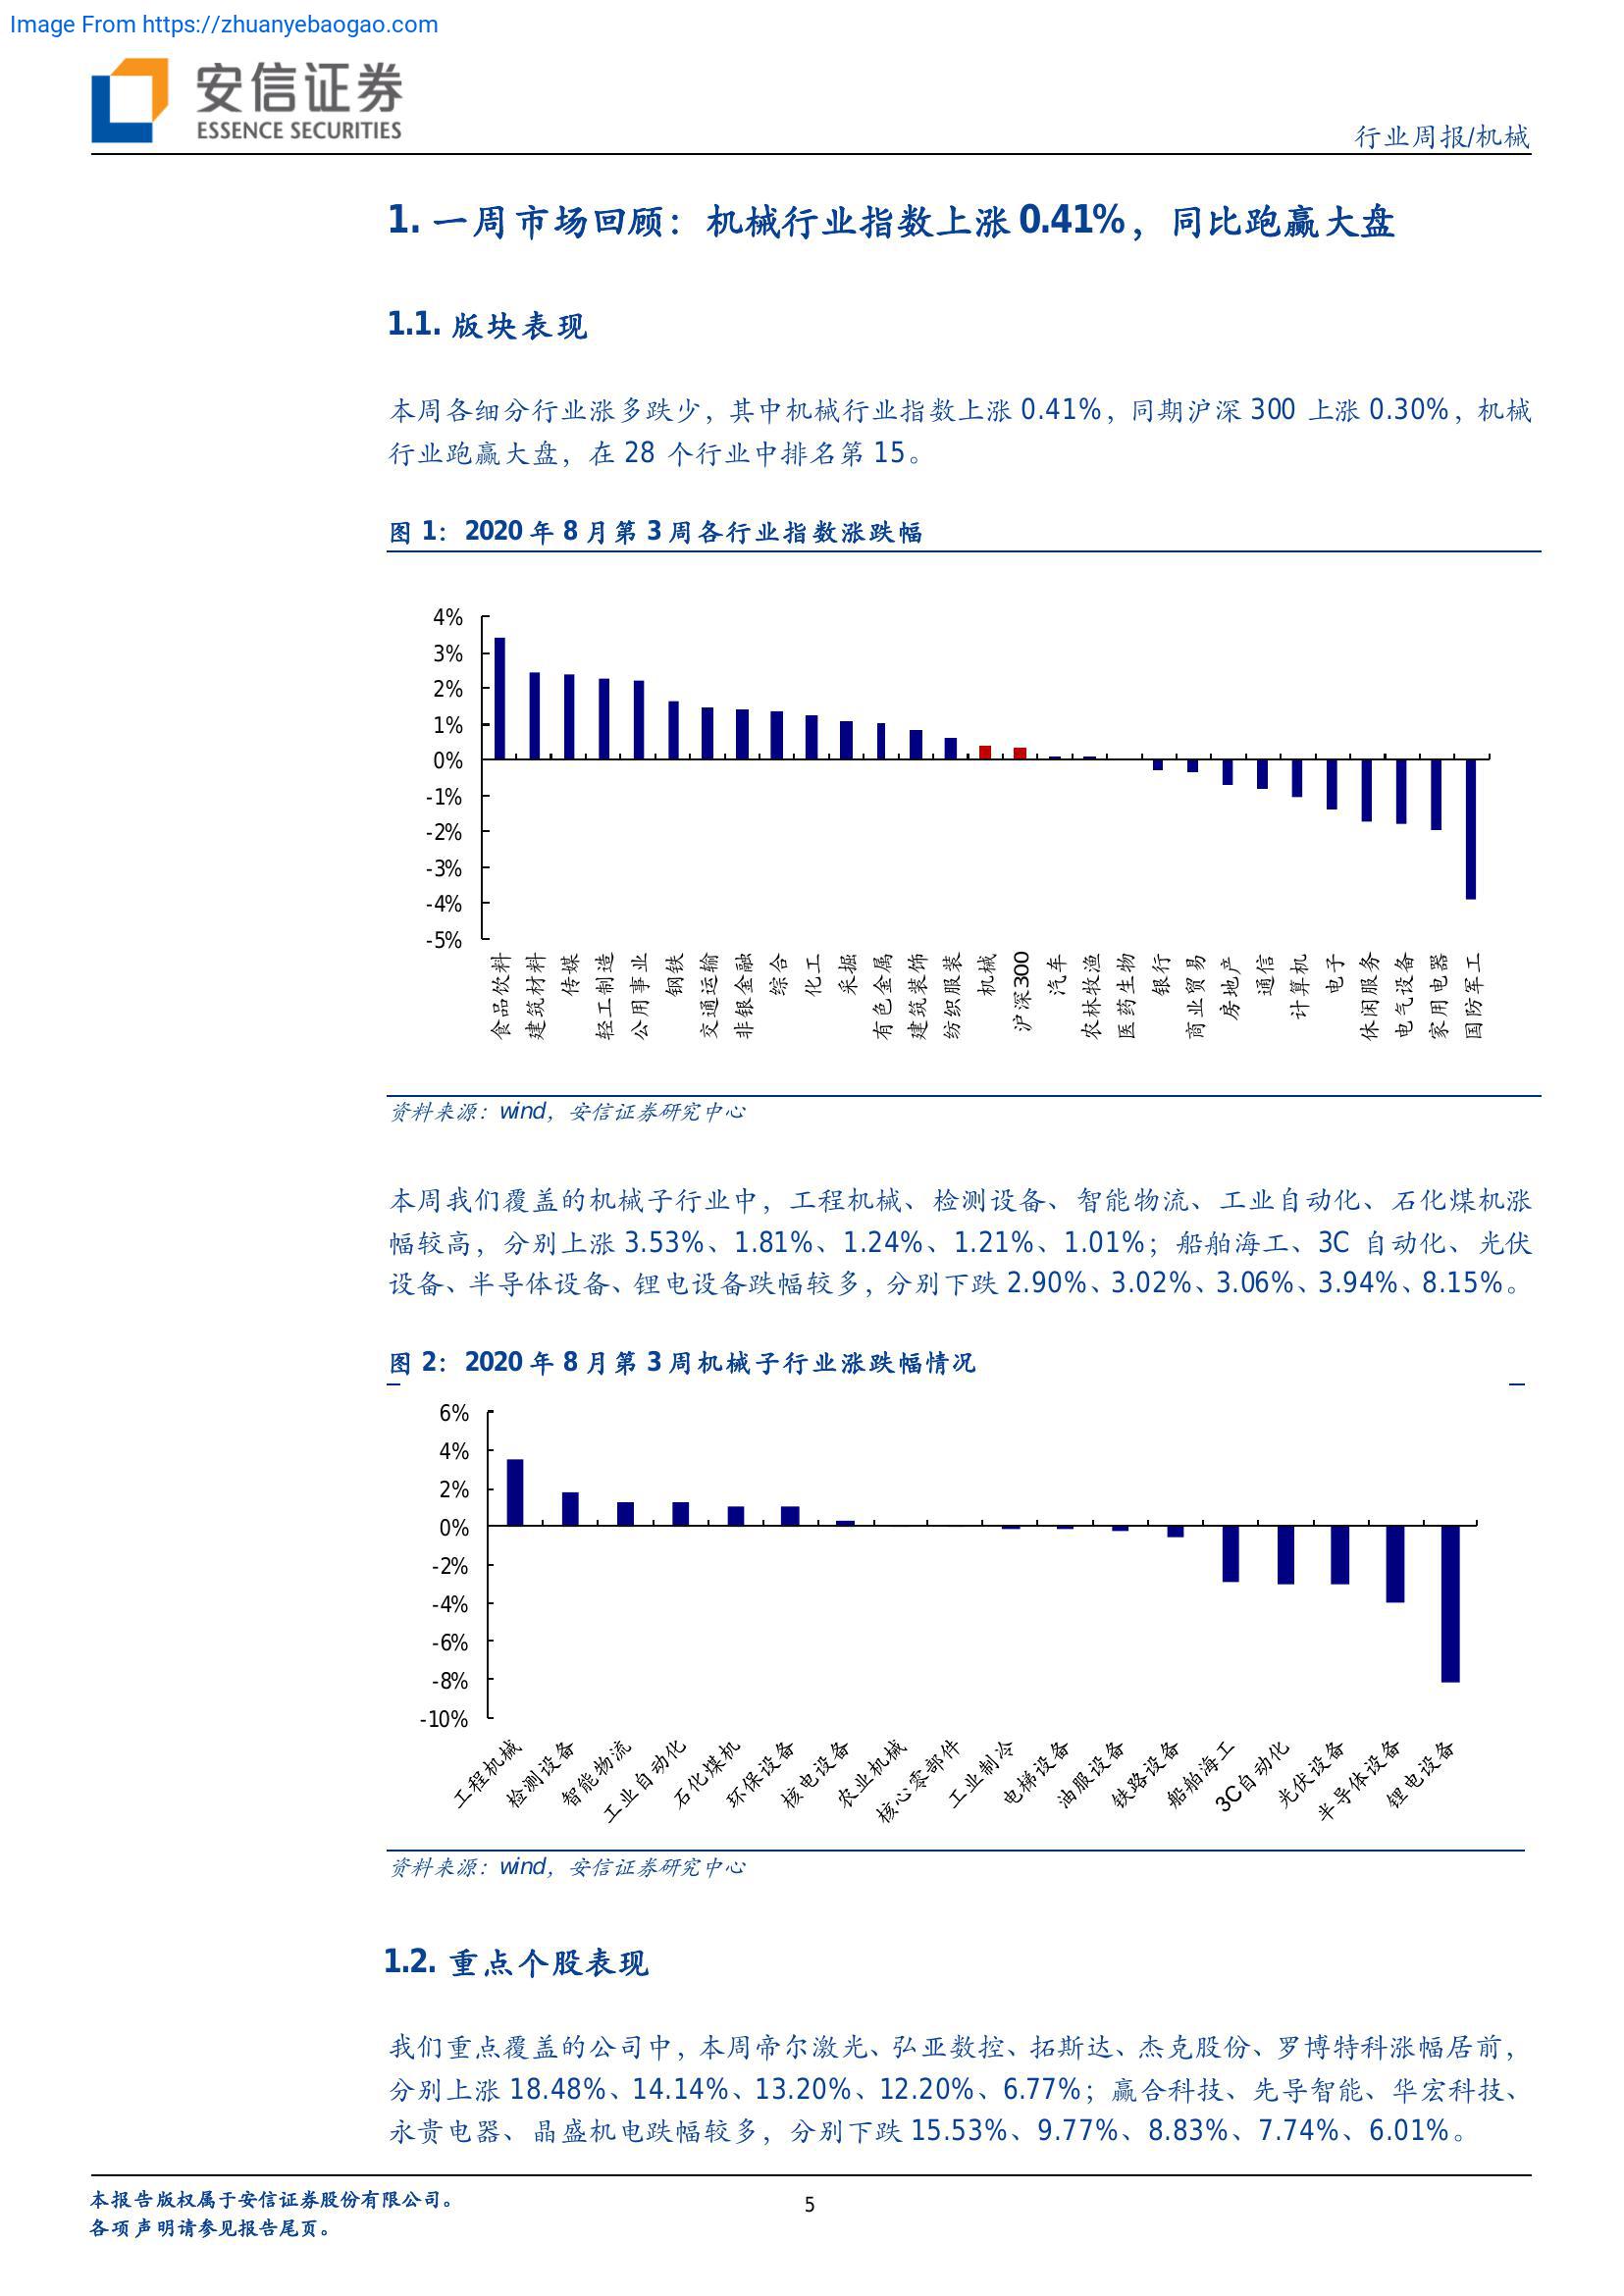 Image From https://zhuanyebaogao.com
安信证券
ESSENCE SECURITIES
行业周报/机械
1. 一周市场回顾：机械行业指数上涨 0.41%，同比跑赢大盘
1.1. 版块表现
本周各细分行业涨多跌少，其中机械行业指数上涨 0.41%，同期沪深 300 上涨 0.30%，机械
行业跑赢大盘，在 28 个行业中排名第 15。
图 1：2020 年 8 月第 3 周各行业指数涨跌幅
4%
3%
2%
1%
0%
-1%
-2%
-3%
-4%
-5%
食品饮料
建筑材料
传媒
轻工制造
公用事业
钢铁
交通运输
非银金融
综合
化工
采掘
有色金属
建筑装饰
纺织服装
机械
沪深300
汽车
农林牧渔
医药生物
银行
商业贸易
房地产
通信
计算机
电子
休闲服务
电气设备
家用电器
国防军工
资料来源：wind，安信证券研究中心
本周我们覆盖的机械子行业中，工程机械、检测设备、智能物流、工业自动化、石化煤机涨
幅较高，分别上涨 3.53%、1.81%、1.24%、1.21%、1.01%；船舶海工、3C 自动化、光伏
设备、半导体设备、锂电设备跌幅较多，分别下跌 2.90%、3.02%、3.06%、3.94%、8.15%。
图 2：2020 年 8 月第 3 周机械子行业涨跌幅情况
6%
4%
2%
0%
-2%
-4%
-6%
-8%
-10%
工程机械
检测设备
智能物流
工业自动化
石化煤机
环保设备
核电设备
农业机械
核心零部件
工业制冷
电梯设备
油服设备
铁路设备
船舶海工
3C自动化
光伏设备
半导体设备
锂电设备
资料来源：wind，安信证券研究中心
1.2. 重点个股表现
我们重点覆盖的公司中，本周帝尔激光、弘亚数控、拓斯达、杰克股份、罗博特科涨幅居前，
分别上涨 18.48%、14.14%、13.20%、12.20%、6.77%；赢合科技、先导智能、华宏科技、
永贵电器、晶盛机电跌幅较多，分别下跌 15.53%、9.77%、8.83%、7.74%、6.01%。
本报告版权属于安信证券股份有限公司。
各项声明请参见报告尾页。
5